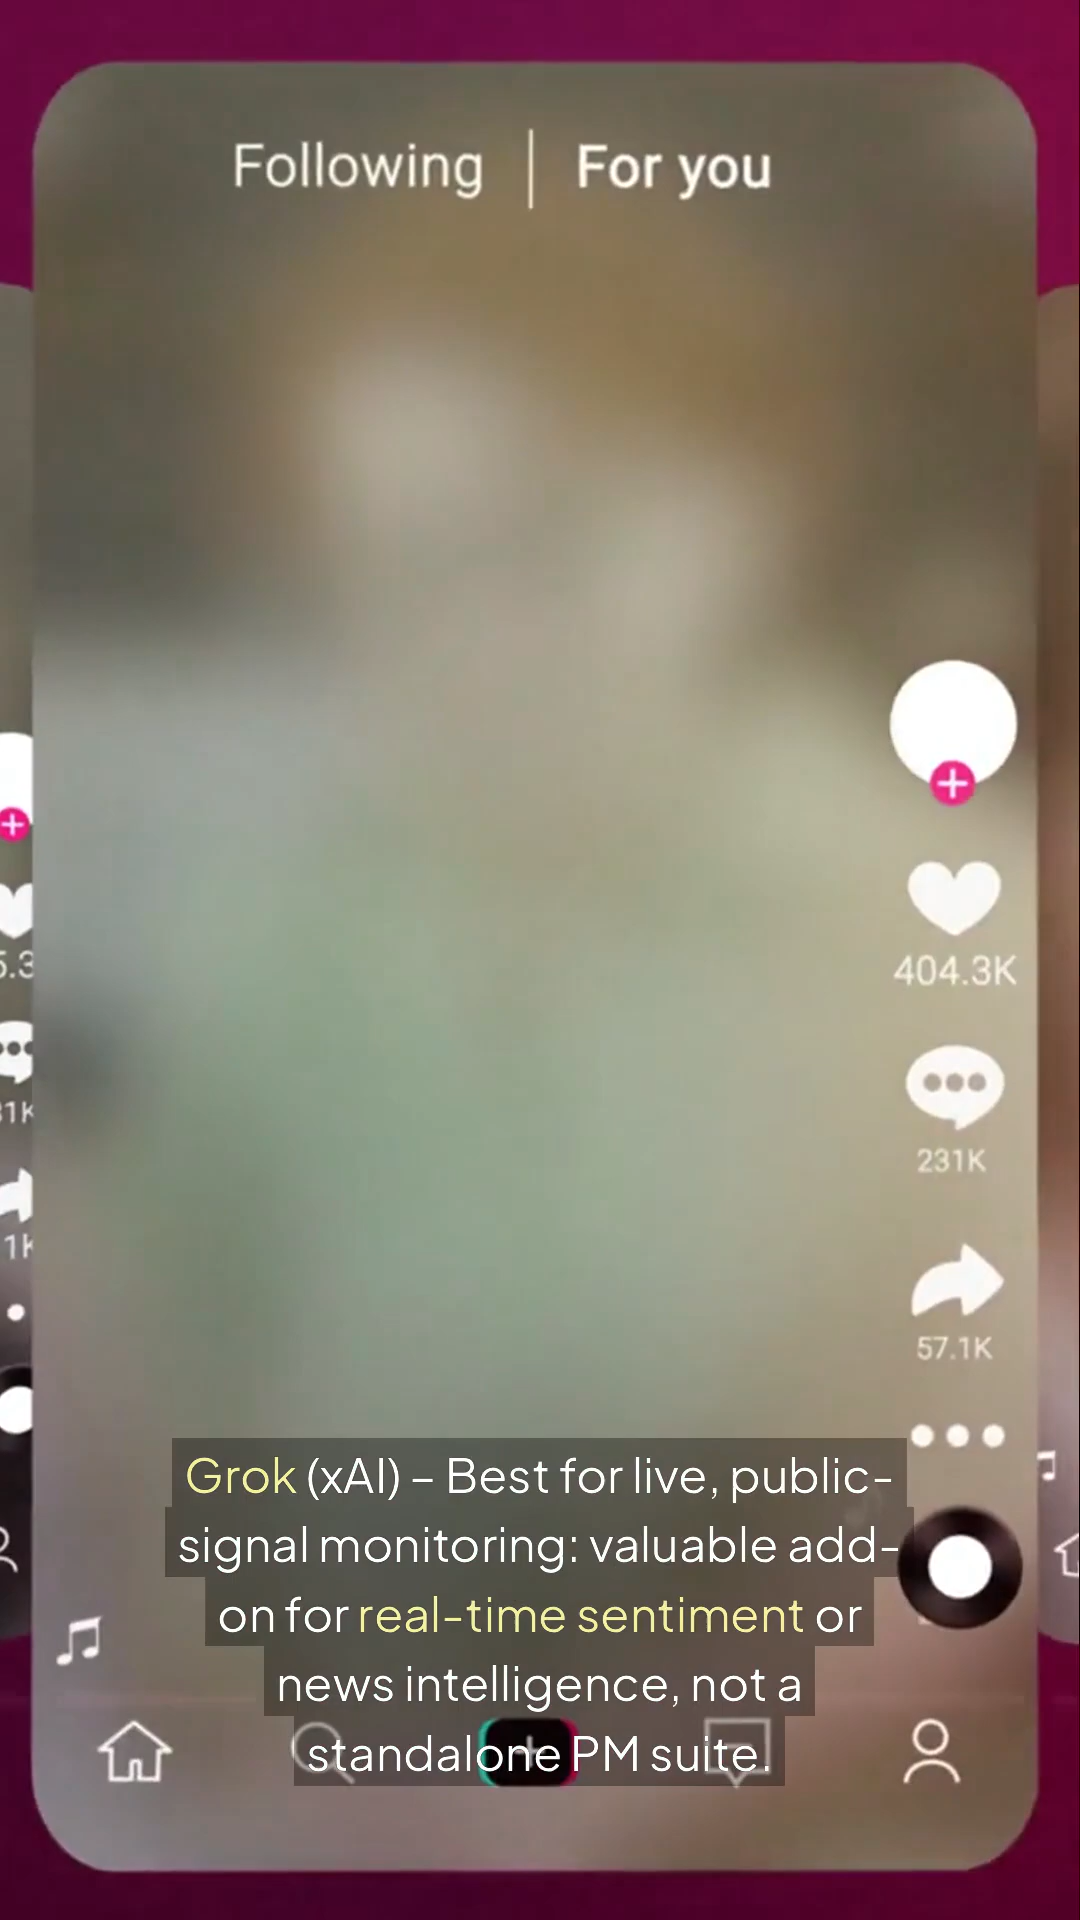 Following | For you
404.3K
231K
57.1K
Grok (xAI) – Best for live, public-
signal monitoring: valuable add-
on for real-time sentiment or
news intelligence, not a
standalone PM suite.